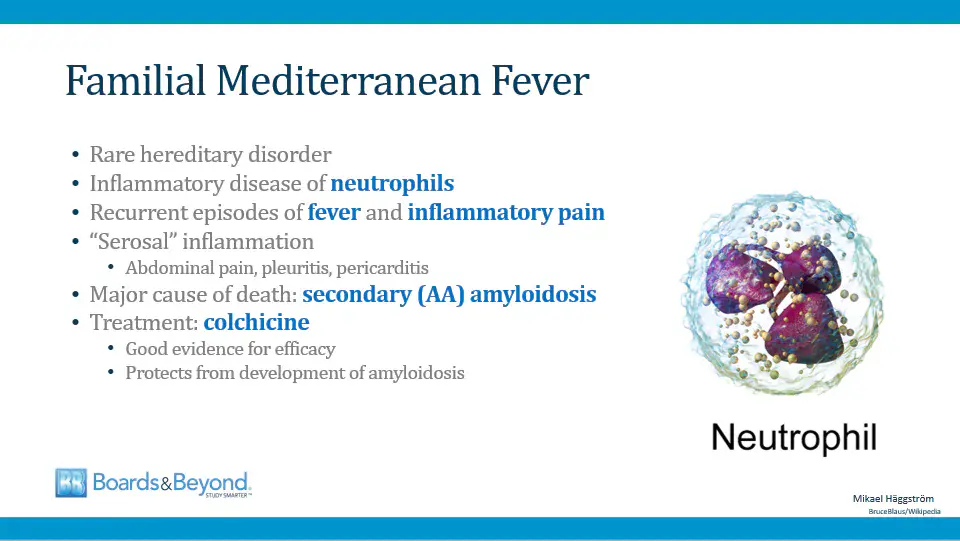 Familial Mediterranean Fever
• Rare hereditary disorder
• Inflammatory disease of neutrophils
• Recurrent episodes of fever and inflammatory pain
• “Serosal” inflammation
• Abdominal pain, pleuritis, pericarditis
• Major cause of death: secondary (AA) amyloidosis
• Treatment: colchicine
• Good evidence for efficacy
• Protects from development of amyloidosis
Neutrophil
BB Boards&Beyond.
STUDY SMARTER™
Mikael Häggström
BruceBlaus/Wikipedia